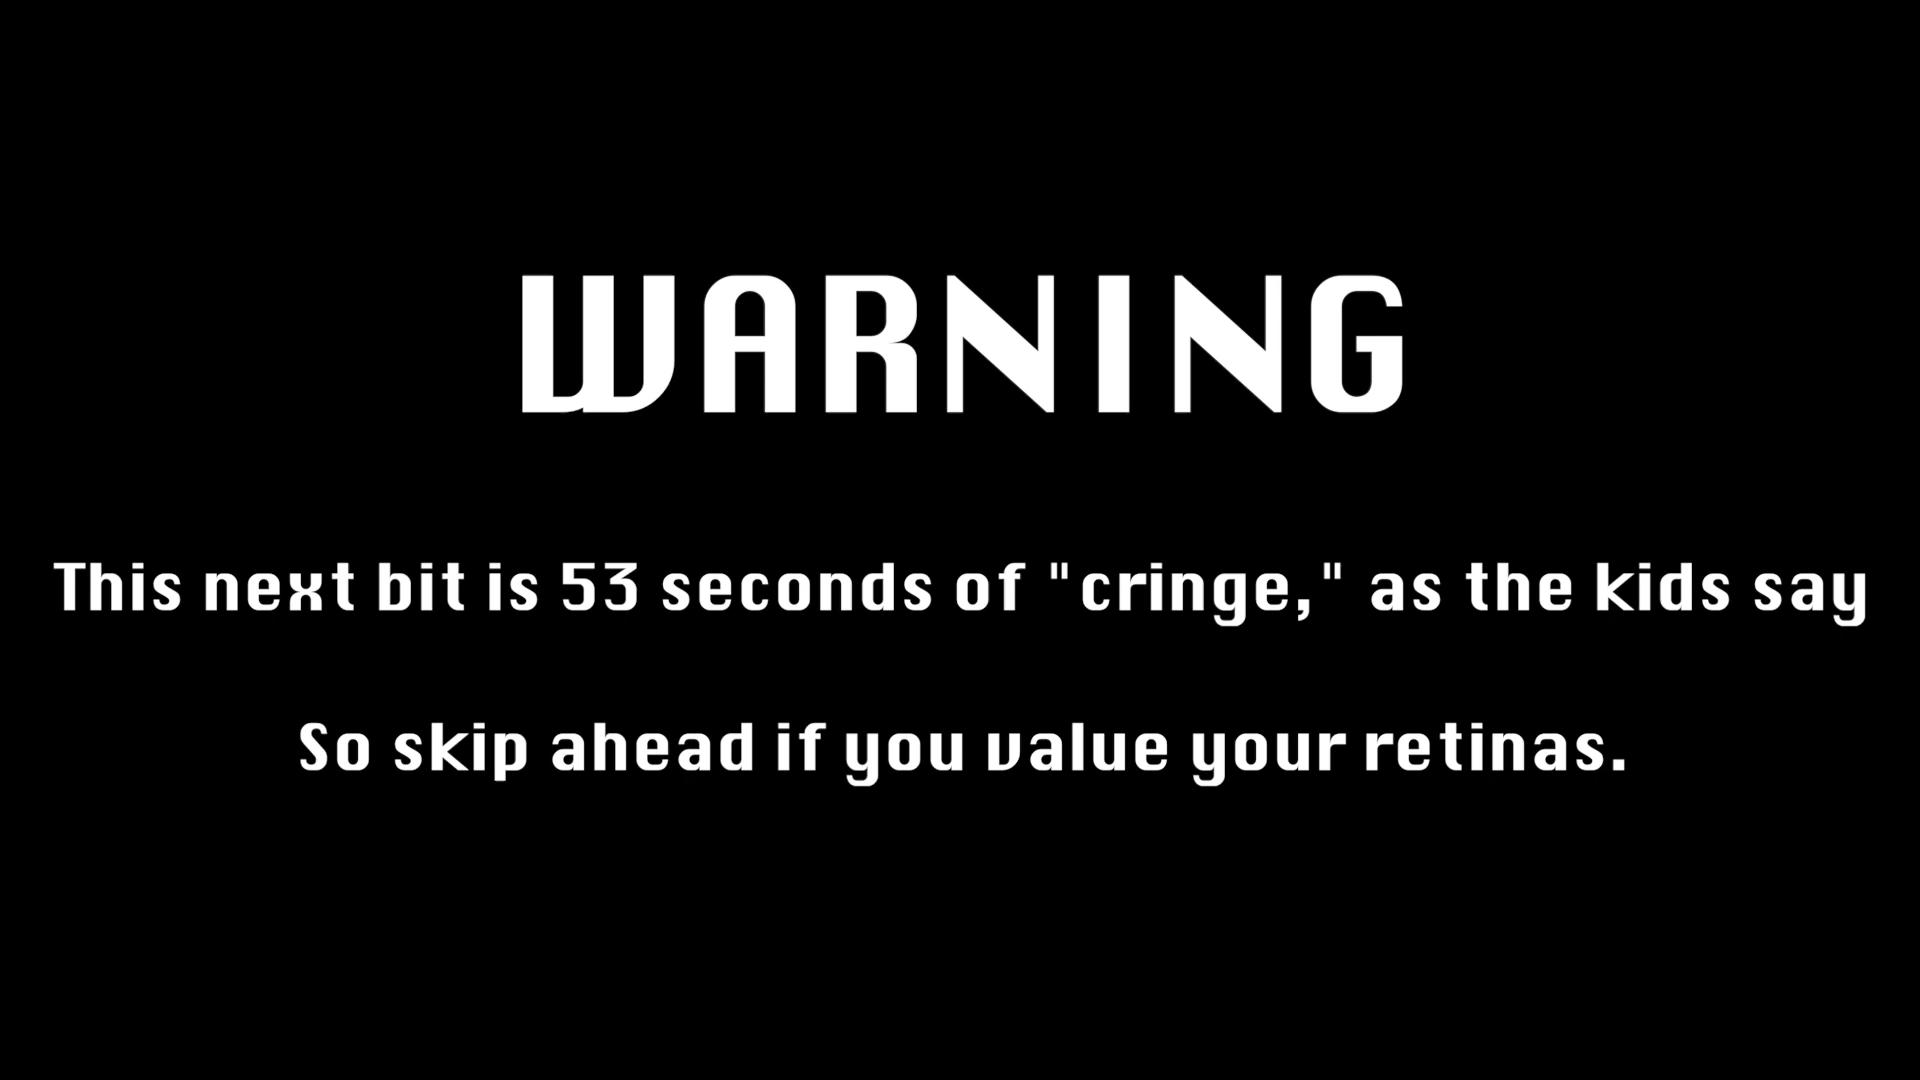 WARNING
This next bit is 53 seconds of "cringe," as the kids say
So skip ahead if you value your retinas.